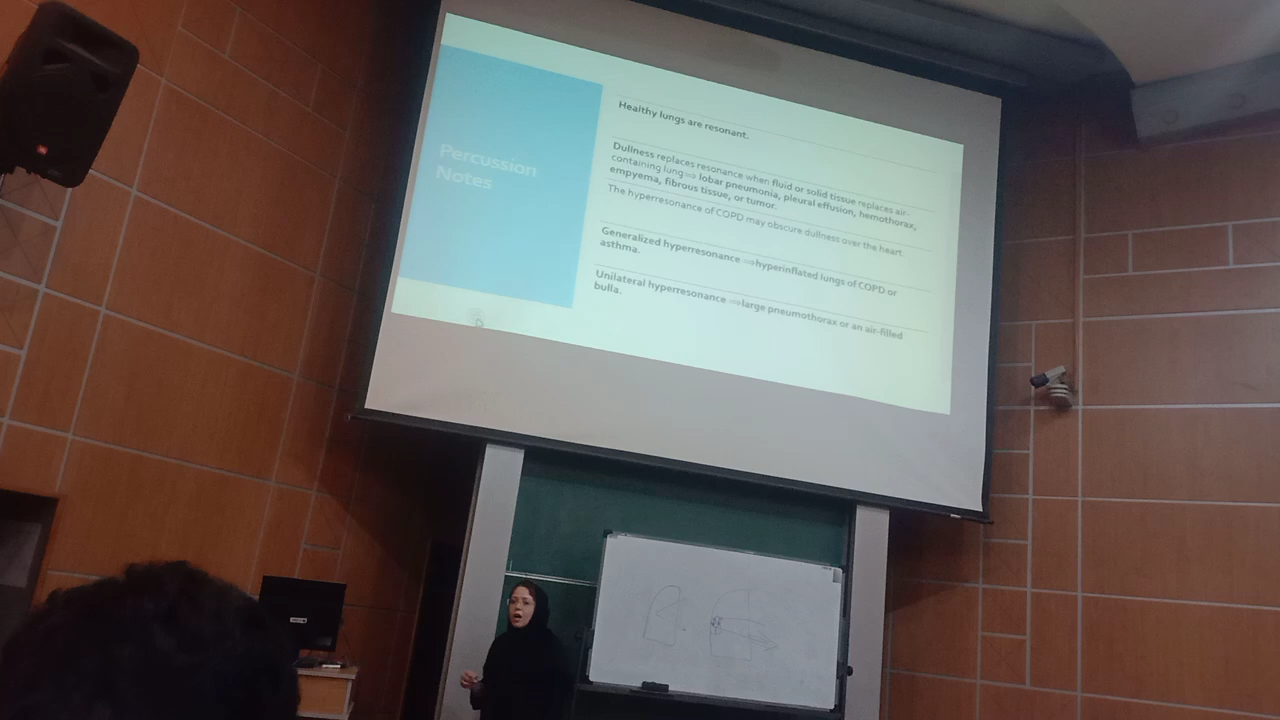 Percussion
Notes
Healthy lungs are resonant.
Dullness replaces resonance when fluid or solid tissue replaces air-
containing lung⇒ lobar pneumonia, pleural effusion, hemothorax,
empyema, fibrous tissue, or tumor.
The hyperresonance of COPD may obscure dullness over the heart.
Generalized hyperresonance ⇒hyperinflated lungs of COPD or
asthma.
Unilateral hyperresonance ⇒large pneumothorax or an air-filled
bulla.